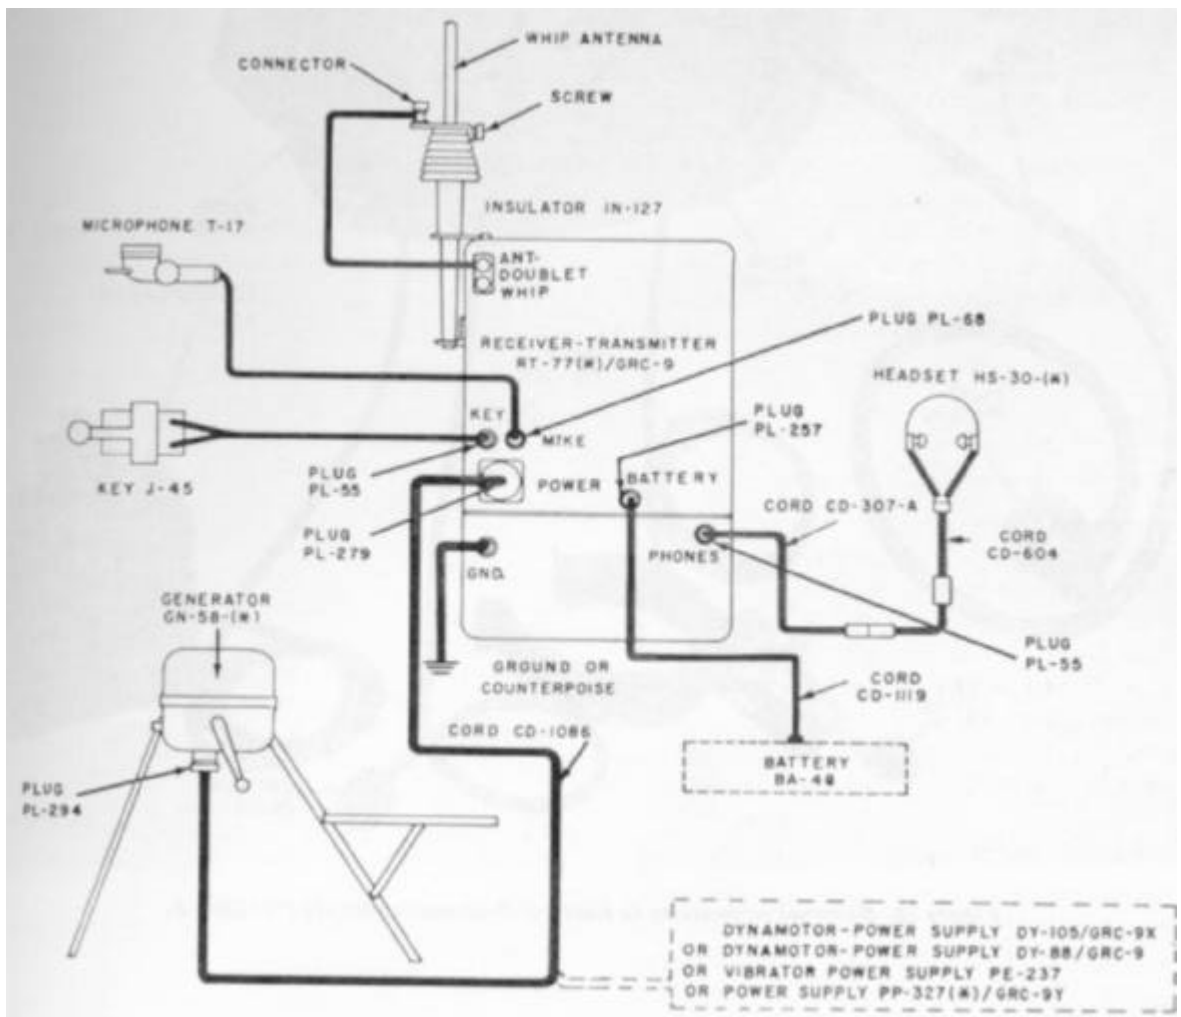 WHIP ANTENNA
CONNECTOR
SCREW
INSULATOR IN-127
MICROPHONE T-17
ANT-
DOUBLET
WHIP
PLUG PL-68
RECEIVER-TRANSMITTER
RT-77(*)/GRC-9
HEADSET HS-30-(*)
KEY
MIKE
PLUG
PL-257
KEY J-45
PLUG
PL-55
POWER
BATTERY
CORD CD-307-A
PLUG
PL-279
PHONES
CORD
CD-604
GND.
GENERATOR
GN-58-(*)
PLUG
PL-55
GROUND OR
COUNTERPOISE
CORD
CD-1119
CORD CD-1086
BATTERY
BA-48
PLUG
PL-294
DYNAMOTOR-POWER SUPPLY DY-105/GRC-9X
OR DYNAMOTOR-POWER SUPPLY DY-88/GRC-9
OR VIBRATOR POWER SUPPLY PE-237
OR POWER SUPPLY PP-327(*)/GRC-9Y